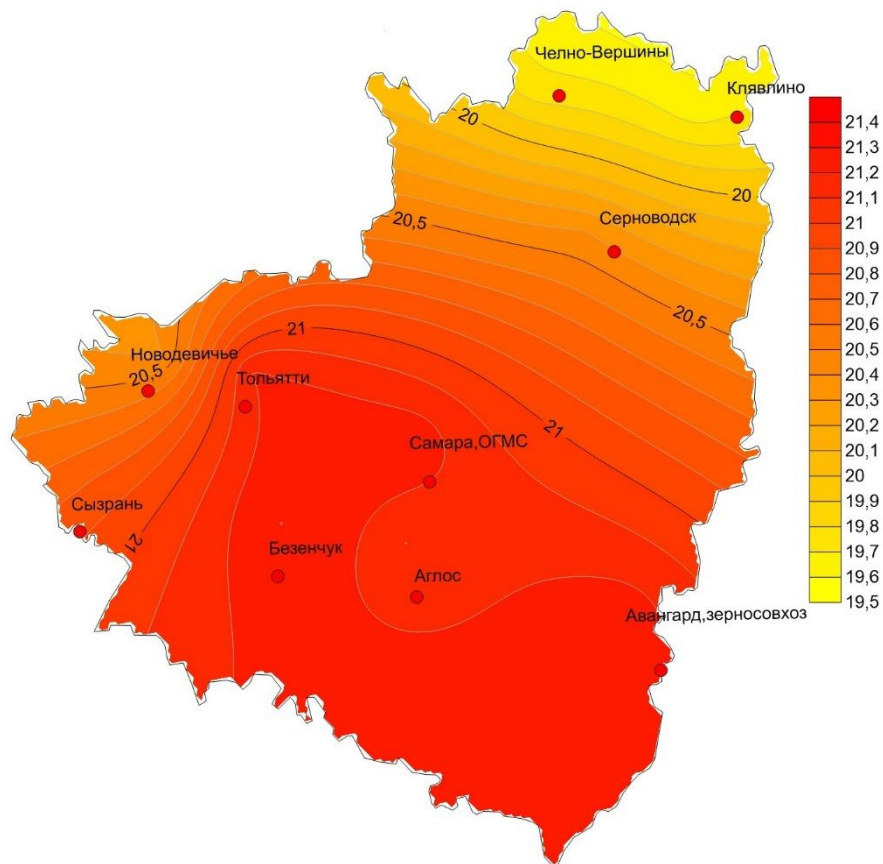 Челно-Вершины
Клявлино
20
20
Серноводск
20,5
20,5
Новодевичье
20,5
21
Тольятти
21
Самара,ОГМС
Сызрань
21
Безенчук
Аглос
Авангард,зерносовхоз
21,4
21,3
21,2
21,1
21
20,9
20,8
20,7
20,6
20,5
20,4
20,3
20,2
20,1
20
19,9
19,8
19,7
19,6
19,5